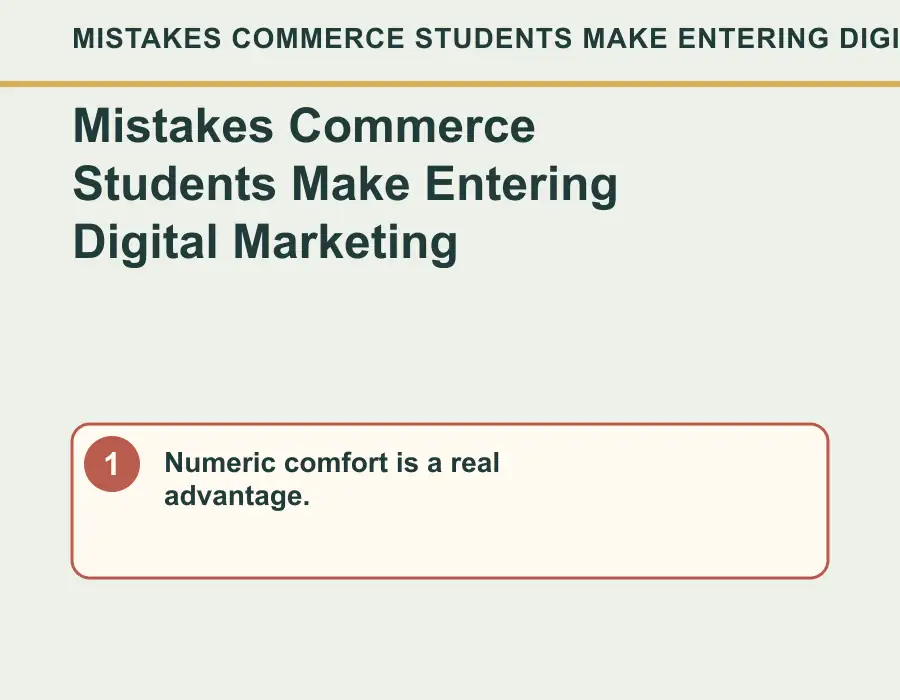 MISTAKES COMMERCE STUDENTS MAKE ENTERING DIGI
Mistakes Commerce
Students Make Entering
Digital Marketing
1
Numeric comfort is a real
advantage.